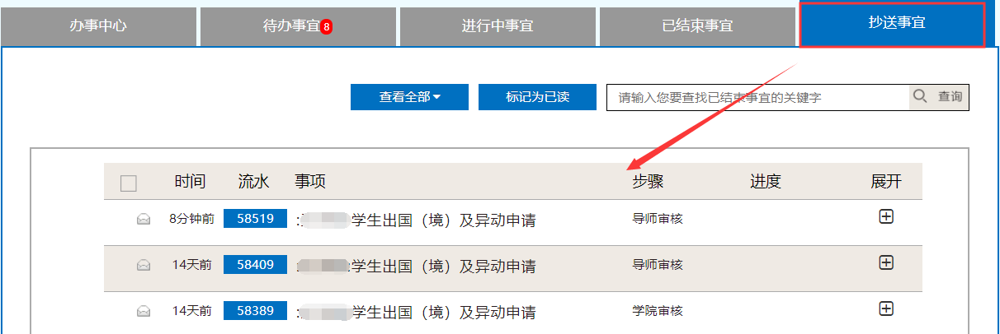 办事中心 待办事宜 8 进行中事宜 已结束事宜 抄送事宜
查看全部 标记为已读 请输入您要查找已结束事宜的关键字 查询
时间 流水 事项 步骤 进度 展开
8分钟前 58519 学生出国（境）及异动申请 导师审核
14天前 58409 学生出国（境）及异动申请 导师审核
14天前 58389 学生出国（境）及异动申请 学院审核